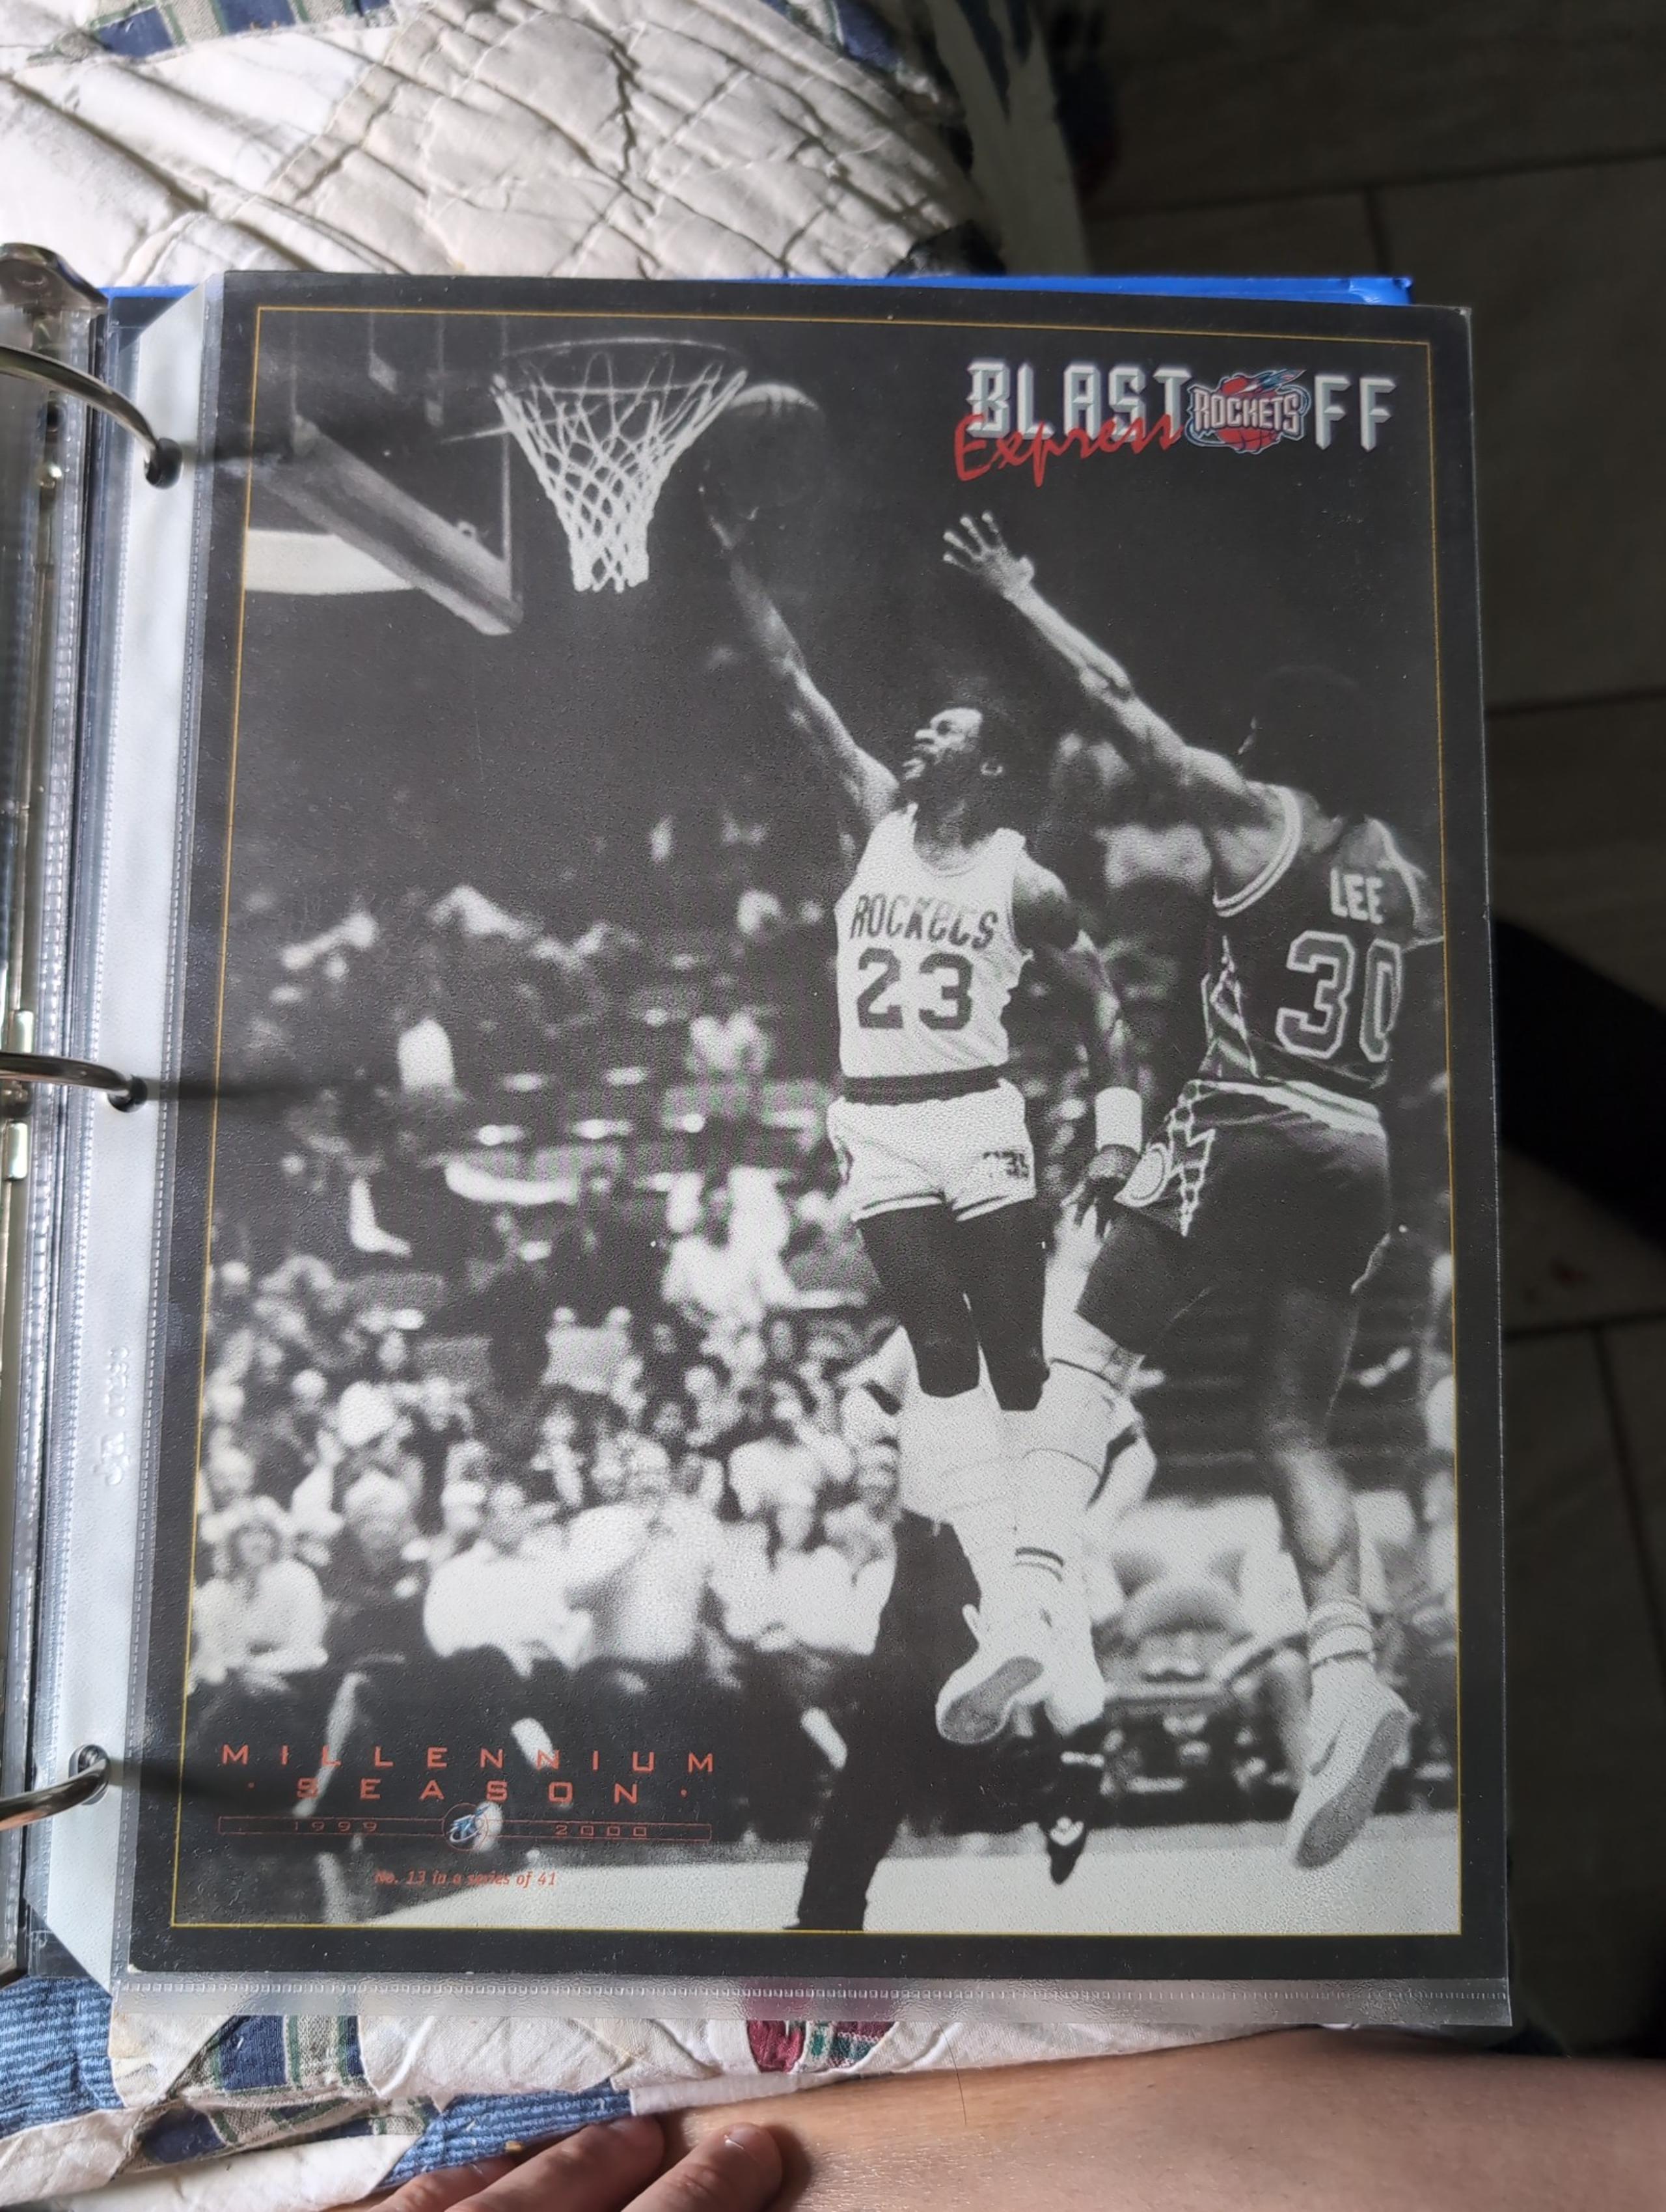 BLAST ROCKETS FF
Express
ROCKETS
23
LEE
30
MILLENNIUM
· SEASON ·
1999 2000
No. 13 in a series of 41